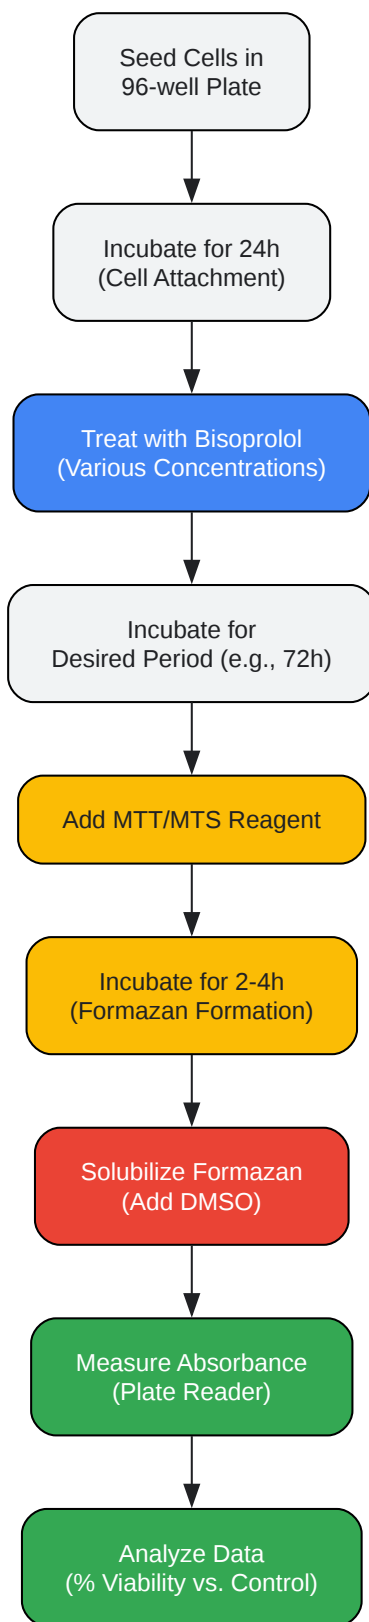 Seed Cells in
96-well Plate
Incubate for 24h
(Cell Attachment)
Treat with Bisoprolol
(Various Concentrations)
Incubate for
Desired Period (e.g., 72h)
Add MTT/MTS Reagent
Incubate for 2-4h
(Formazan Formation)
Solubilize Formazan
(Add DMSO)
Measure Absorbance
(Plate Reader)
Analyze Data
(% Viability vs. Control)